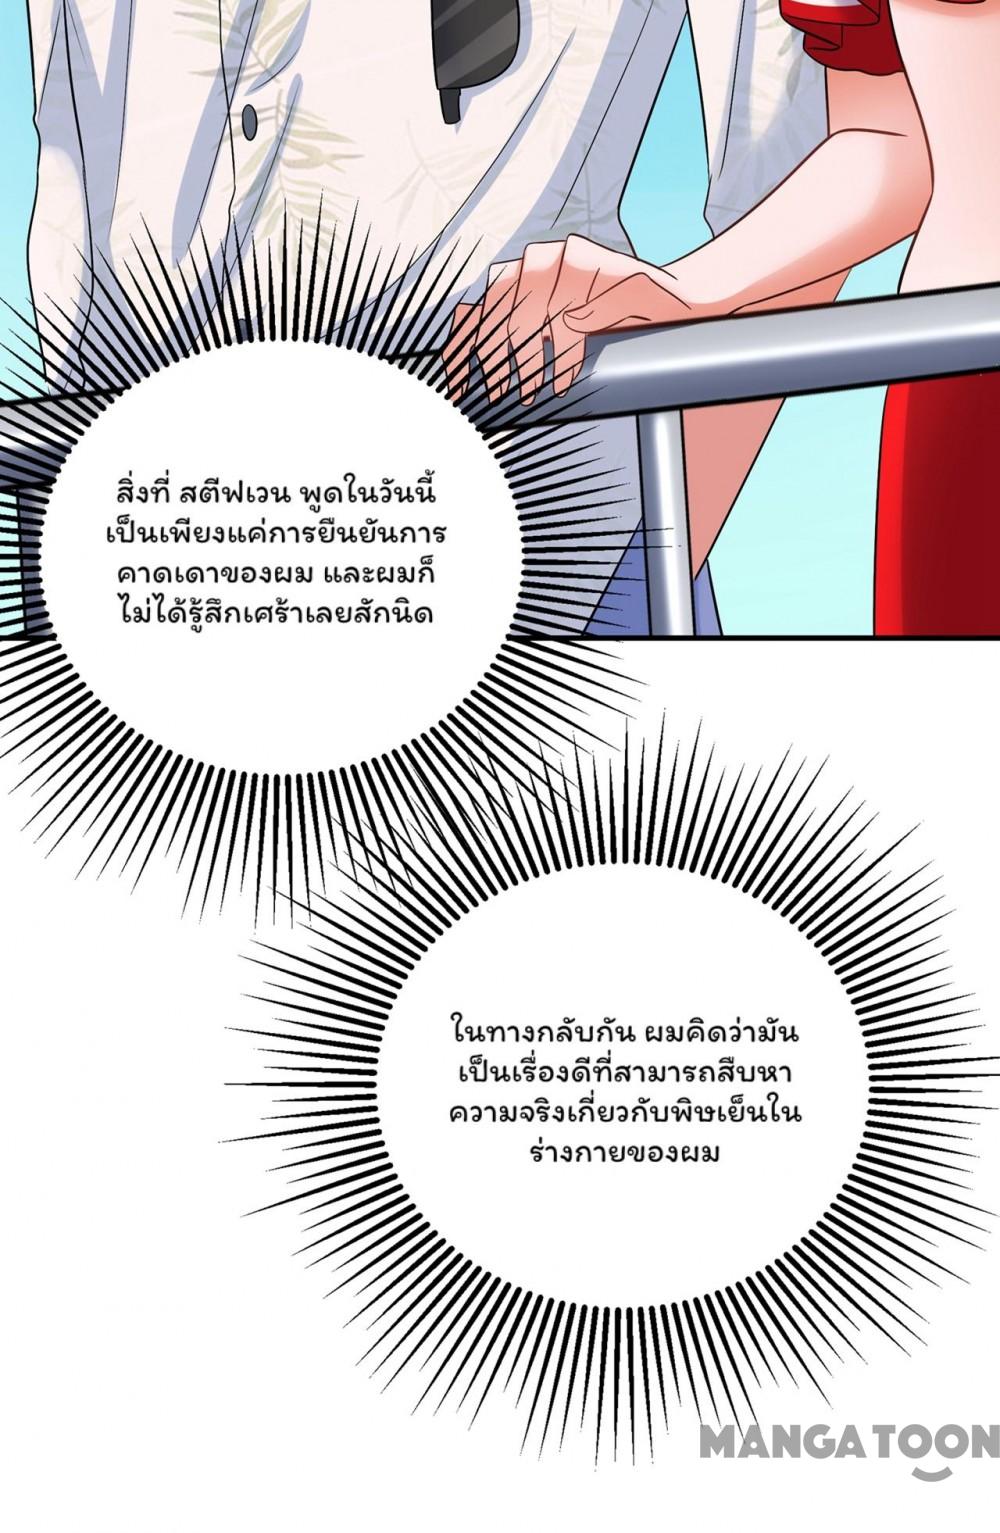 สิ่งที่ สตีฟเวน พูดในวันนี้
เป็นเพียงแค่การยืนยันการ
คาดเดาของผม และผมก็
ไม่ได้รู้สึกเศร้าเลยสักนิด
ในทางกลับกัน ผมคิดว่ามัน
เป็นเรื่องดีที่สามารถสืบหา
ความจริงเกี่ยวกับพิษเย็นใน
ร่างกายของผม
MANGATOON